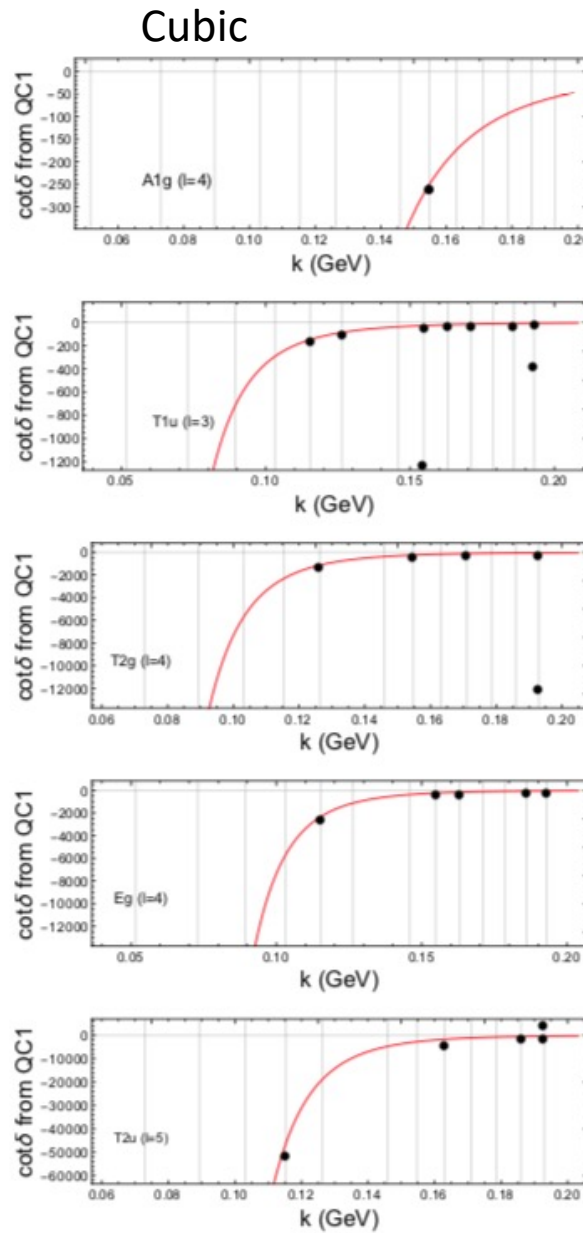 Cubic
cotδ from QC1
0
−50
−100
−150
−200
−250
−300
A1g (l=4)
0.06 0.08 0.10 0.12 0.14 0.16 0.18 0.20
k (GeV)
cotδ from QC1
0
−200
−400
−600
−800
−1000
−1200
T1u (l=3)
0.05 0.10 0.15 0.20
k (GeV)
cotδ from QC1
0
−2000
−4000
−6000
−8000
−10000
−12000
T2g (l=4)
0.06 0.08 0.10 0.12 0.14 0.16 0.18 0.20
k (GeV)
cotδ from QC1
0
−2000
−4000
−6000
−8000
−10000
−12000
Eg (l=4)
0.05 0.10 0.15 0.20
k (GeV)
cotδ from QC1
0
−10000
−20000
−30000
−40000
−50000
−60000
T2u (l=5)
0.06 0.08 0.10 0.12 0.14 0.16 0.18 0.20
k (GeV)